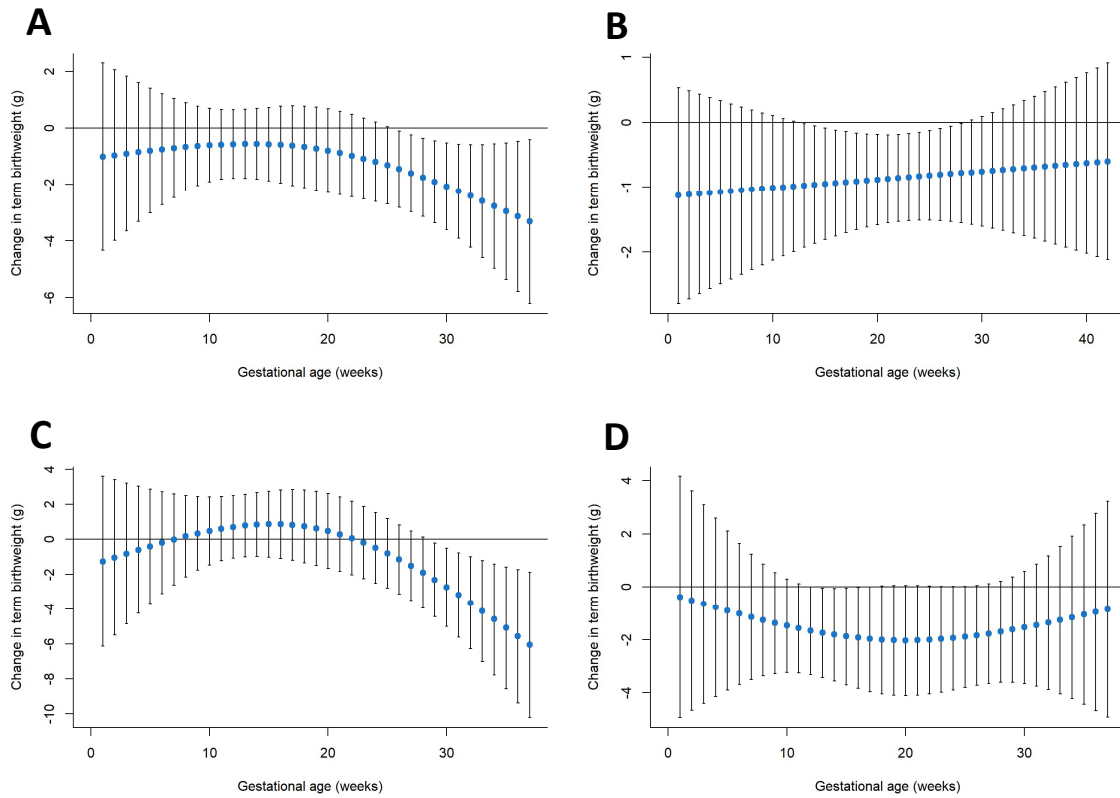 A
Change in term birthweight (g)
2
0
-2
-4
-6
0 10 20 30
Gestational age (weeks)
B
Change in term birthweight (g)
1
0
-1
-2
0 10 20 30 40
Gestational age (weeks)
C
Change in term birthweight (g)
4
2
0
-2
-4
-6
-8
-10
0 10 20 30
Gestational age (weeks)
D
Change in term birthweight (g)
4
2
0
-2
-4
0 10 20 30
Gestational age (weeks)